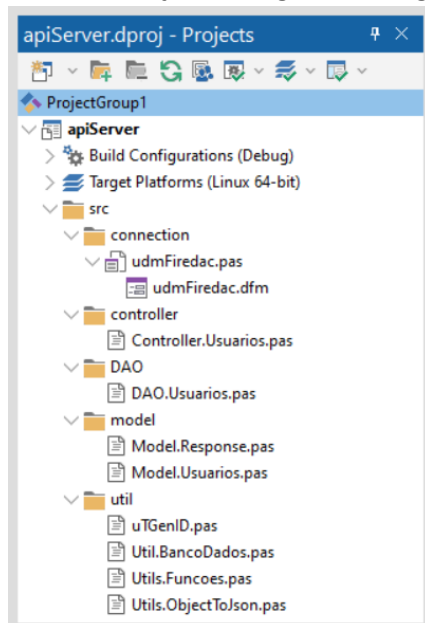 apiServer.dproj - Projects
ProjectGroup1
apiServer
Build Configurations (Debug)
Target Platforms (Linux 64-bit)
src
connection
udmFiredac.pas
udmFiredac.dfm
controller
Controller.Usuarios.pas
DAO
DAO.Usuarios.pas
model
Model.Response.pas
Model.Usuarios.pas
util
uTGenID.pas
Util.BancoDados.pas
Utils.Funcoes.pas
Utils.ObjectToJson.pas